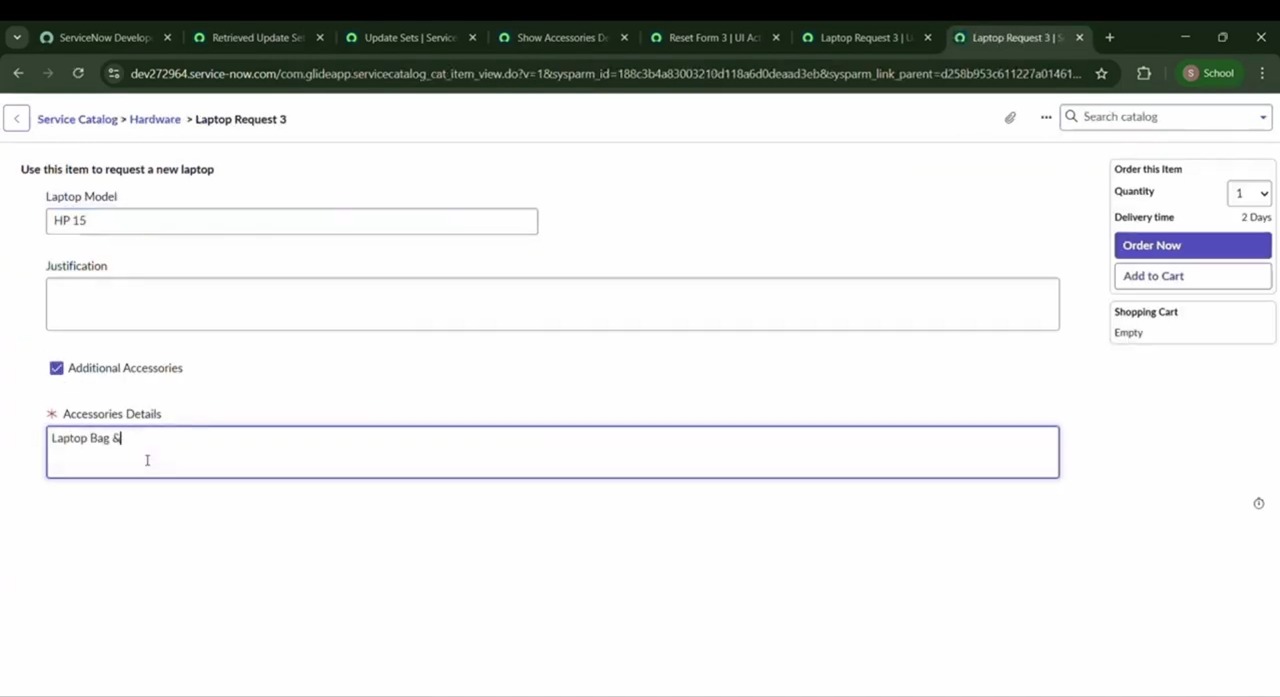 ServiceNow Develop
Retrieved Update Se
Update Sets | Service
Show Accessories De
Reset Form 3 | UI Ac
Laptop Request 3 | L
Laptop Request 3 | S
dev272964.service-now.com/com.glideapp.servicecatalog_cat_item_view.do?v=1&sysparm_id=188c3b4a83003210d118a6d0deaad3eb&sysparm_link_parent=d258b953c611227a01461...
S School
Service Catalog > Hardware > Laptop Request 3
Search catalog
Use this item to request a new laptop
Laptop Model
HP 15
Justification
Additional Accessories
* Accessories Details
Laptop Bag &
Order this Item
Quantity 1
Delivery time 2 Days
Order Now
Add to Cart
Shopping Cart
Empty